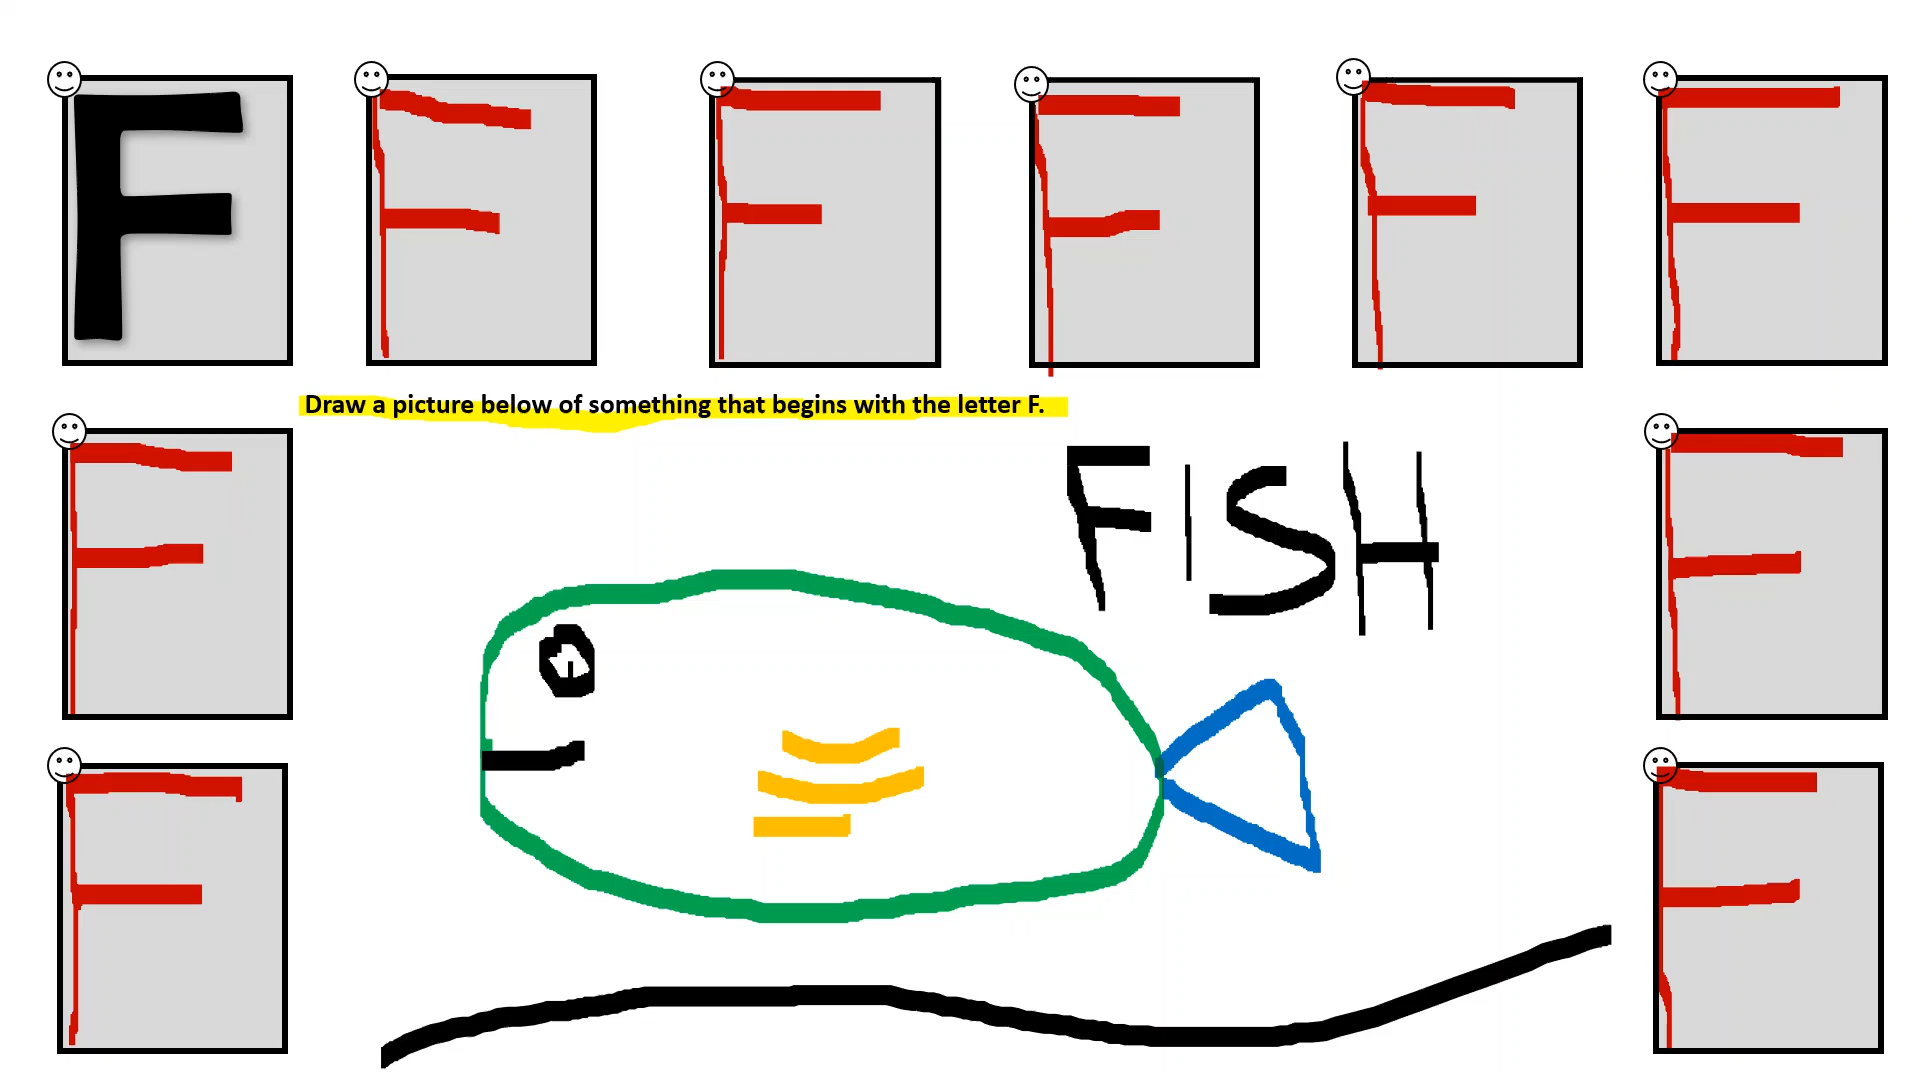 F F F F F F
Draw a picture below of something that begins with the letter F.
F F
FISH
F F